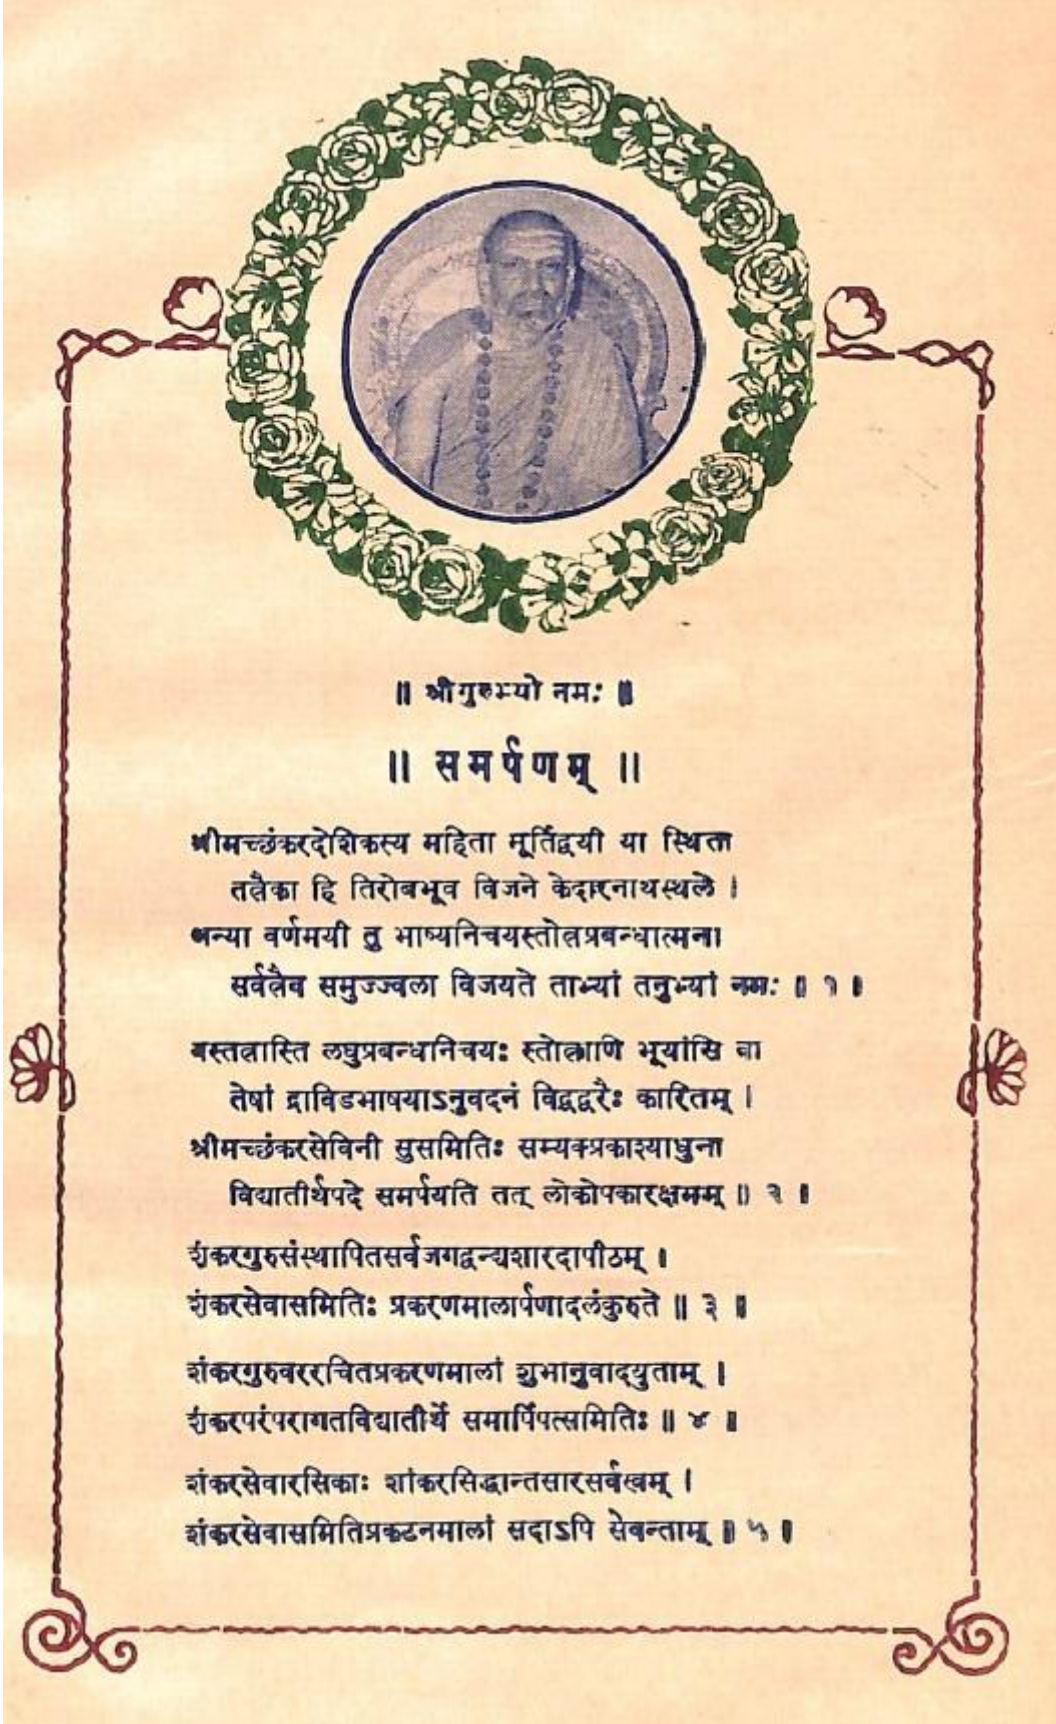 ॥ श्रीगुरुभ्यो नमः ॥
॥ समर्पणम् ॥
श्रीमच्छंकरदेशिकस्य महिता मूर्तिद्वयी या स्थिता
तत्रैका हि तिरोबभूव विजने केदारनाथस्थले ।
अन्या वर्णमयी तु भाष्यनिचयस्तोत्रप्रबन्धात्मना
सर्वत्रैव समुज्ज्वला विजयते ताभ्यां तनुभ्यां नमः ॥ १ ॥
यस्तत्रास्ति लघुप्रबन्धनिचयः स्तोत्राणि भूयांसि वा
तेषां द्राविडभाषयाऽनुवदनं विद्वद्वरैः कारितम् ।
श्रीमच्छंकरसेविनी सुसमितिः सम्यक्प्रकाश्याधुना
विद्यातीर्थपदे समर्पयति तत् लोकोपकारक्षमम् ॥ २ ॥
शंकरगुरुसंस्थापितसर्वजगद्वन्द्यशारदापीठम् ।
शंकरसेवासमितिः प्रकरणमालार्पणादलंकुरुते ॥ ३ ॥
शंकरगुरुवररचितप्रकरणमालां शुभानुवादयुताम् ।
शंकरपरंपरागतविद्यातीर्थे समार्पिपत्समितिः ॥ ४ ॥
शंकरसेवारसिकाः शांकरसिद्धान्तसारसर्वस्वम् ।
शंकरसेवासमितिप्रकटनमालां सदाऽपि सेवन्ताम् ॥ ५ ॥